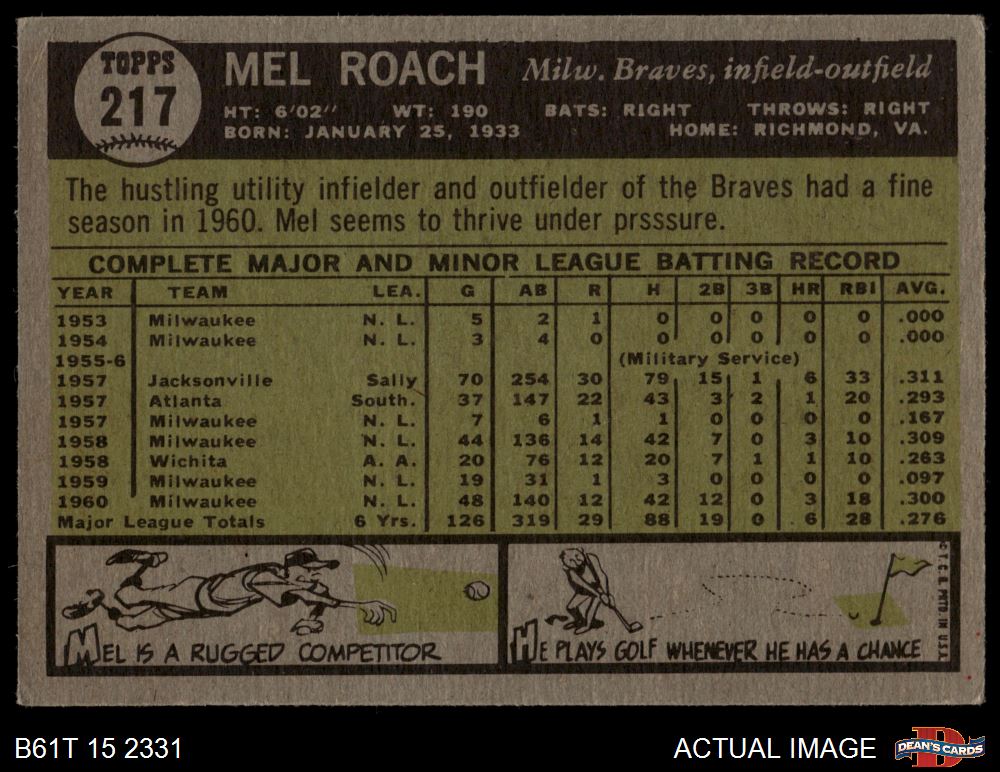 TOPPS
217
MEL ROACH Milw. Braves, infield-outfield
HT: 6'02" WT: 190 BATS: RIGHT THROWS: RIGHT
BORN: JANUARY 25, 1933 HOME: RICHMOND, VA.
The hustling utility infielder and outfielder of the Braves had a fine
season in 1960. Mel seems to thrive under prsssure.
COMPLETE MAJOR AND MINOR LEAGUE BATTING RECORD
YEAR TEAM LEA. G AB R H 2B 3B HR RBI AVG.
1953 Milwaukee N. L. 5 2 1 0 0 0 0 0 .000
1954 Milwaukee N. L. 3 4 0 0 0 0 0 0 .000
1955-6 (Military Service)
1957 Jacksonville Sally 70 254 30 79 15 1 6 33 .311
1957 Atlanta South. 37 147 22 43 3 2 1 20 .293
1957 Milwaukee N. L. 7 6 1 1 0 0 0 0 .167
1958 Milwaukee N. L. 44 136 14 42 7 0 3 10 .309
1958 Wichita A. A. 20 76 12 20 7 1 1 10 .263
1959 Milwaukee N. L. 19 31 1 3 0 0 0 0 .097
1960 Milwaukee N. L. 48 140 12 42 12 0 3 18 .300
Major League Totals 6 Yrs. 126 319 29 88 19 0 6 28 .276
MEL IS A RUGGED COMPETITOR
HE PLAYS GOLF WHENEVER HE HAS A CHANCE
© T.C.G. PRTD. IN U.S.A.
B61T 15 2331
ACTUAL IMAGE
DEAN'S CARDS